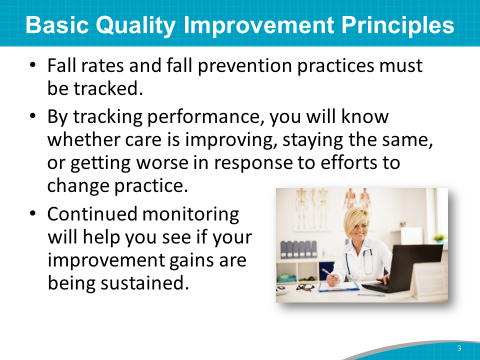 Basic Quality Improvement Principles
• Fall rates and fall prevention practices must
be tracked.
• By tracking performance, you will know
whether care is improving, staying the same,
or getting worse in response to efforts to
change practice.
• Continued monitoring
will help you see if your
improvement gains are
being sustained.
3